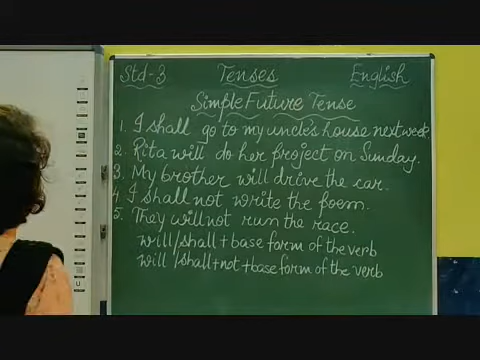 Std-3 Tenses English
Simple Future Tense
1. I shall go to my uncle's house next week.
2. Rita will do her project on Sunday.
3. My brother will drive the car.
4. I shall not write the poem.
5. They will not run the race.
will/shall + base form of the verb
will/shall + not + base form of the verb